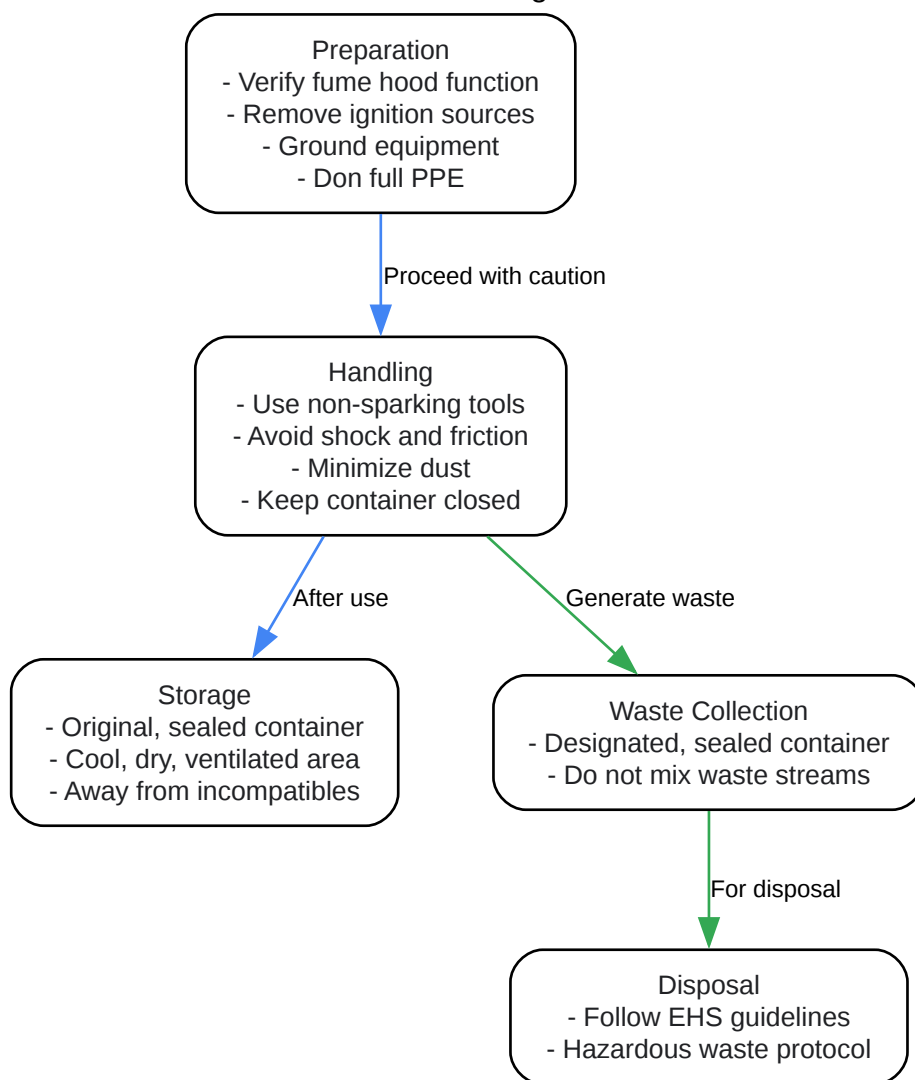 Preparation
- Verify fume hood function
- Remove ignition sources
- Ground equipment
- Don full PPE
Proceed with caution
Handling
- Use non-sparking tools
- Avoid shock and friction
- Minimize dust
- Keep container closed
After use
Generate waste
Storage
- Original, sealed container
- Cool, dry, ventilated area
- Away from incompatibles
Waste Collection
- Designated, sealed container
- Do not mix waste streams
For disposal
Disposal
- Follow EHS guidelines
- Hazardous waste protocol